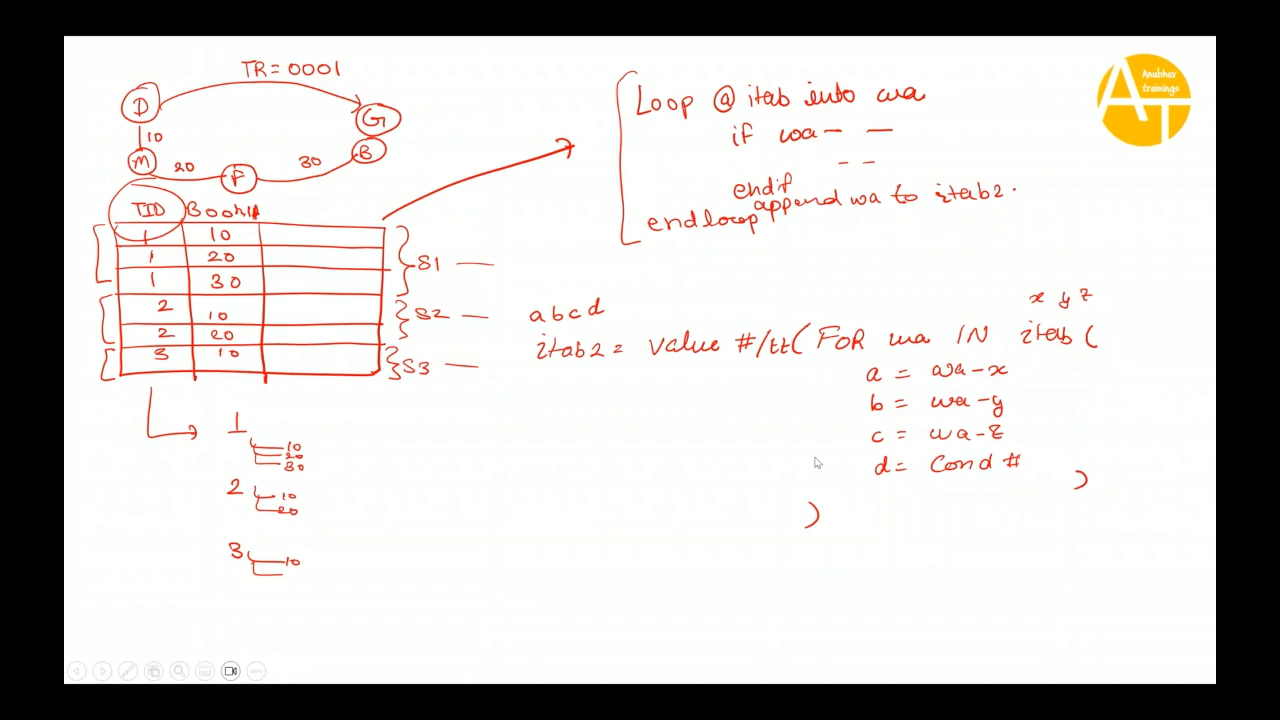 TR = 0001
D
G
10
M
20
F
30
B
TID BookId
1 10
1 20
1 30
2 10
2 20
3 10
S1
S2
S3
1
10
20
30
2
10
20
3
10
Loop @ itab into wa
if wa-
endif
append wa to itab2.
endloop
Anubhav
trainings
AT
x y z
a b c d
itab2 = value #/tt( FOR wa IN itab (
a = wa-x
b = wa-y
c = wa-z
d = Cond #
)
)